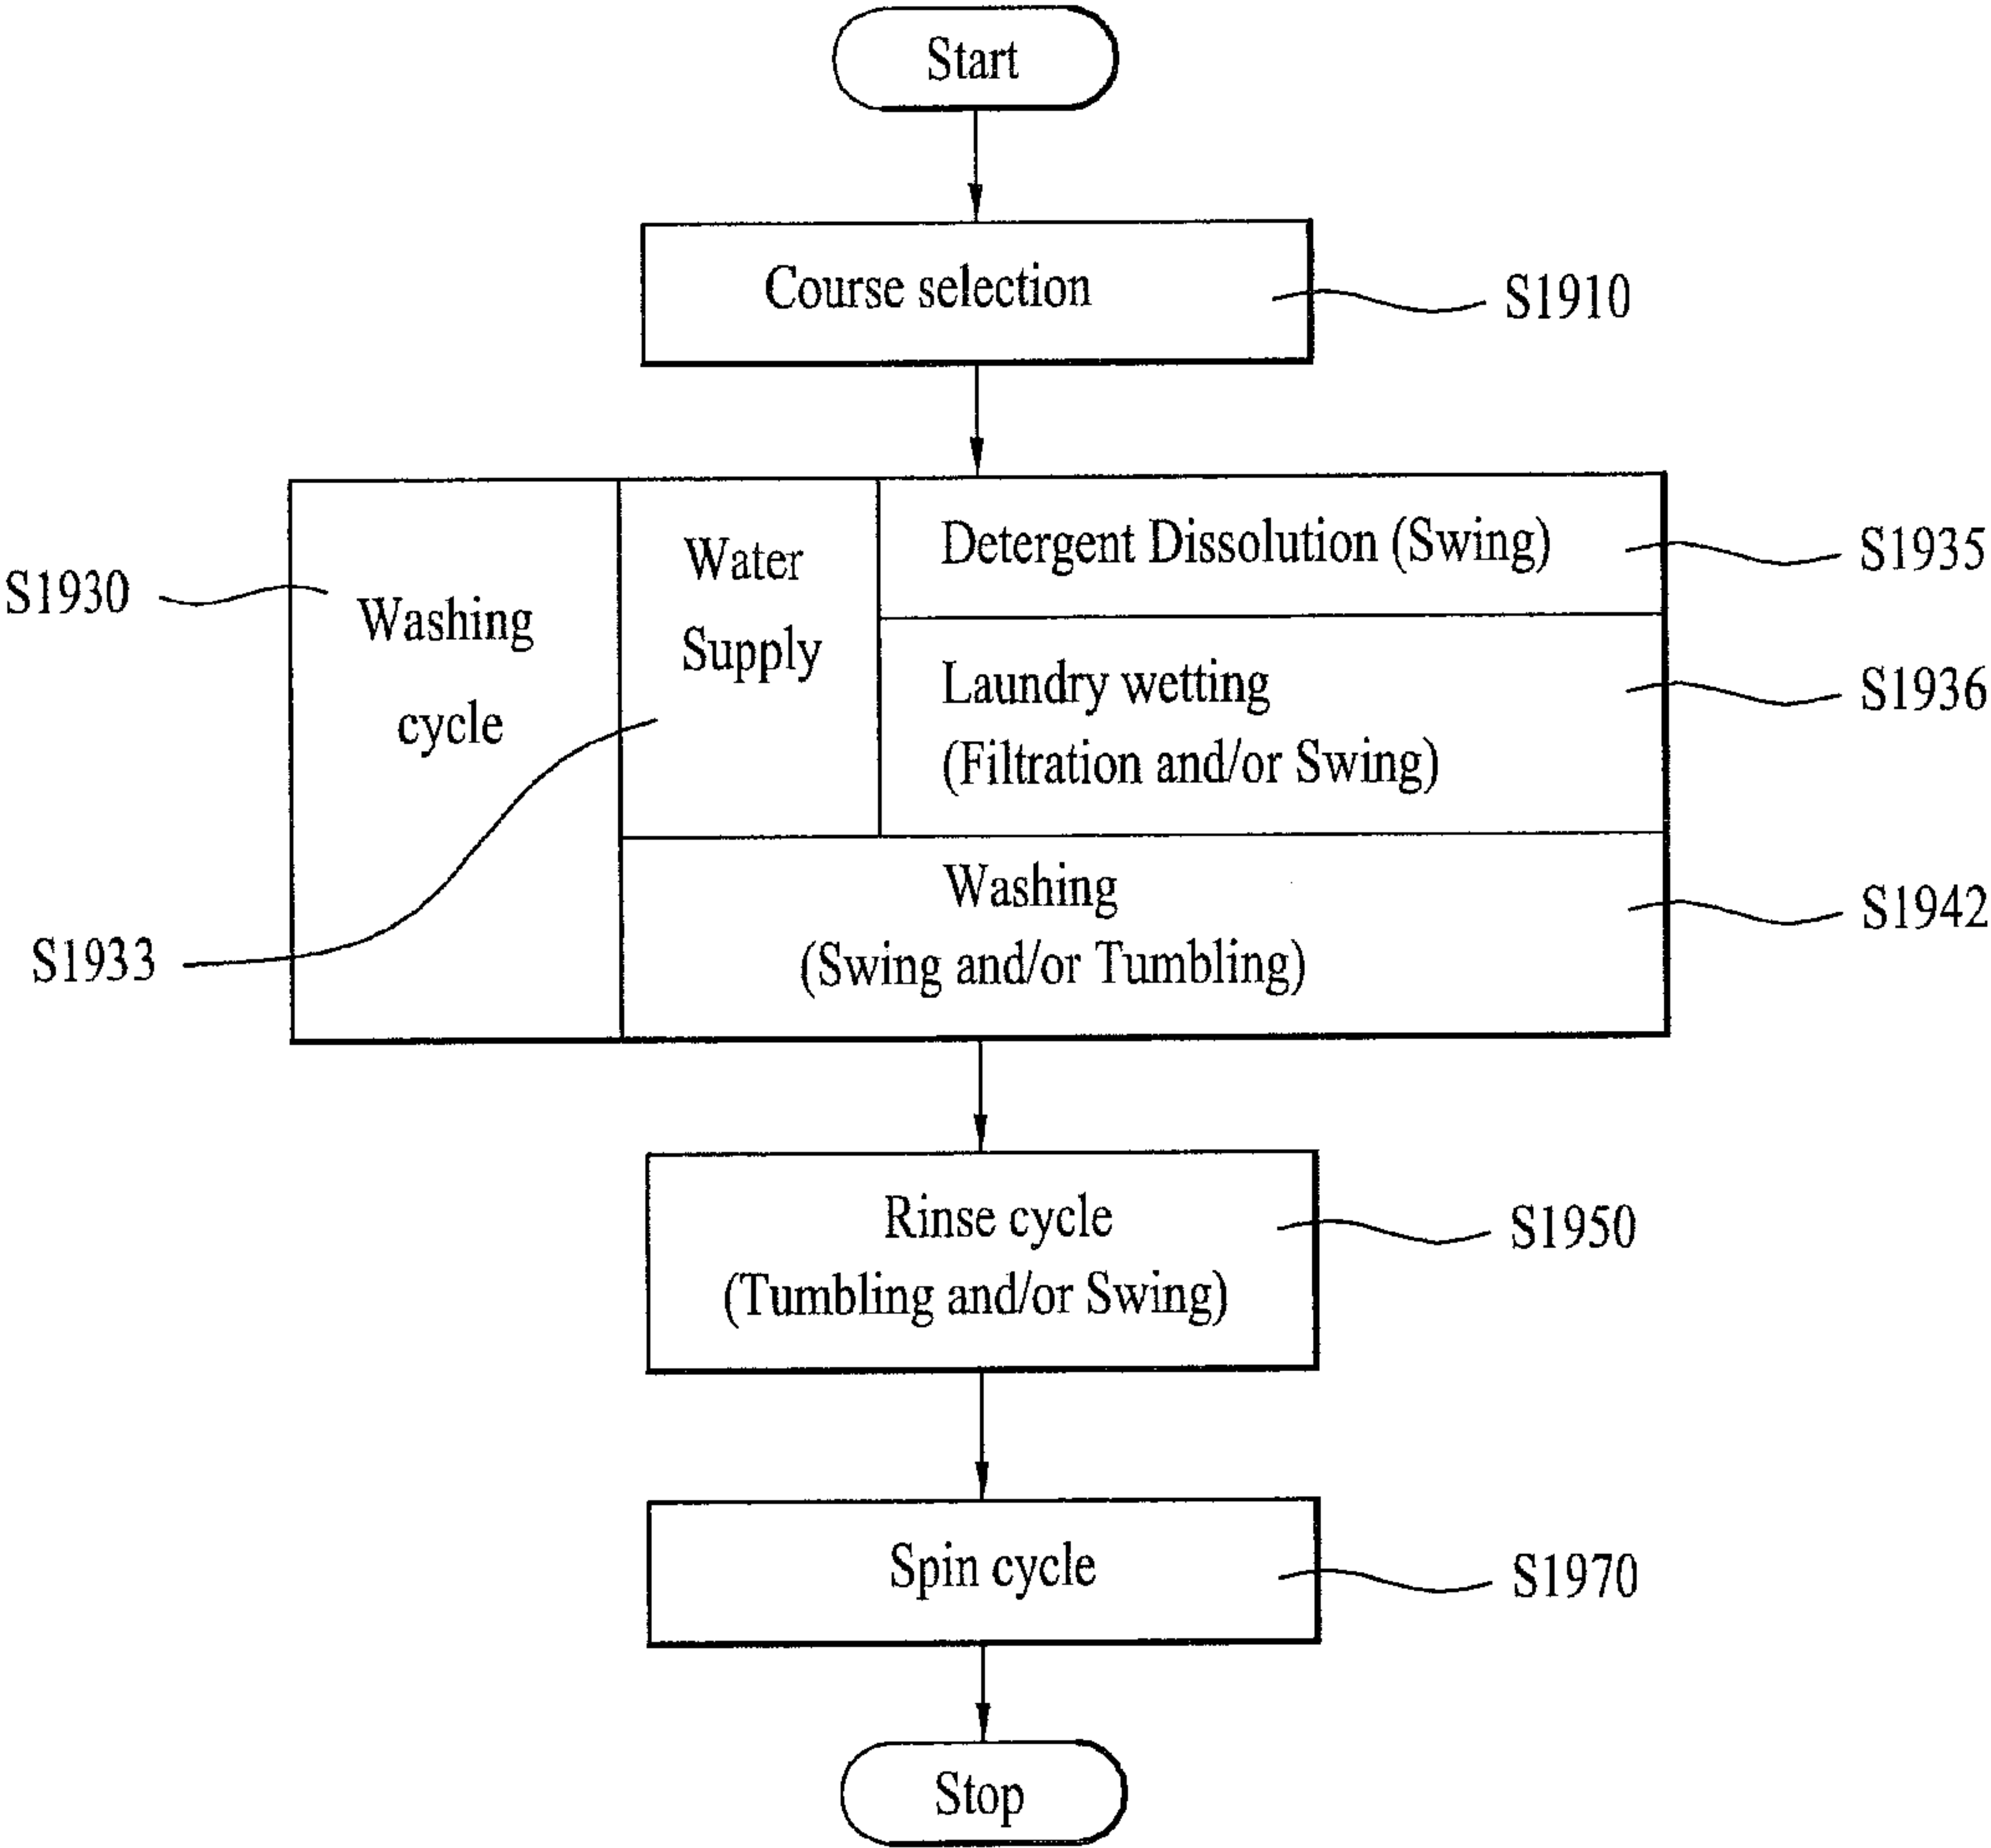 Start
Course selection
S1910
S1930
Washing
cycle
Water
Supply
S1933
Detergent Dissolution (Swing)
S1935
Laundry wetting
(Filtration and/or Swing)
S1936
Washing
(Swing and/or Tumbling)
S1942
Rinse cycle
(Tumbling and/or Swing)
S1950
Spin cycle
S1970
Stop